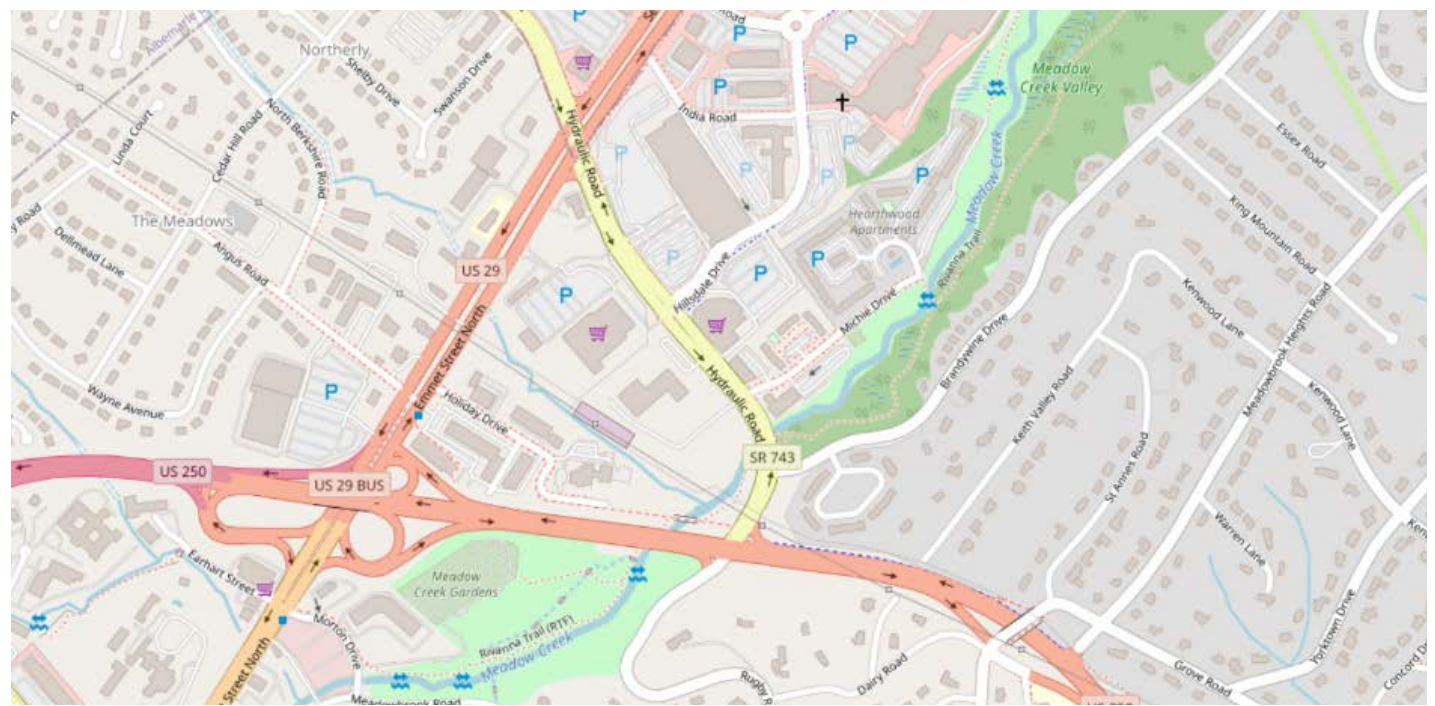 Northerly
Shelby Drive
Swanson Drive
P
P
P
Meadow
Creek Valley
Linda Court
Cedar Hill Road
North Berkshire Road
Hydraulic Road
P
P
India Road
P
P
P
Essex Road
Meadow Creek
The Meadows
Hearthwood
Apartments
King Mountain Road
Dellmead Lane
Angus Road
US 29
P
P
P
P
Hillsdale Drive
Rivanna Trail
Michie Drive
Kenwood Lane
Meadowbrook Heights Road
Brandywine Drive
Wayne Avenue
P
Emmet Street North
Holiday Drive
Hydraulic Road
Keith Valley Road
Kenwood Lane
St Annes Road
SR 743
US 250
US 29 BUS
Warren Lane
Earhart Street
Meadow
Creek Gardens
Morton Drive
Rivanna Trail (RTF)
Meadow Creek
Street North
Dairy Road
Grove Road
Yorktown Drive
Meadowbrook Road